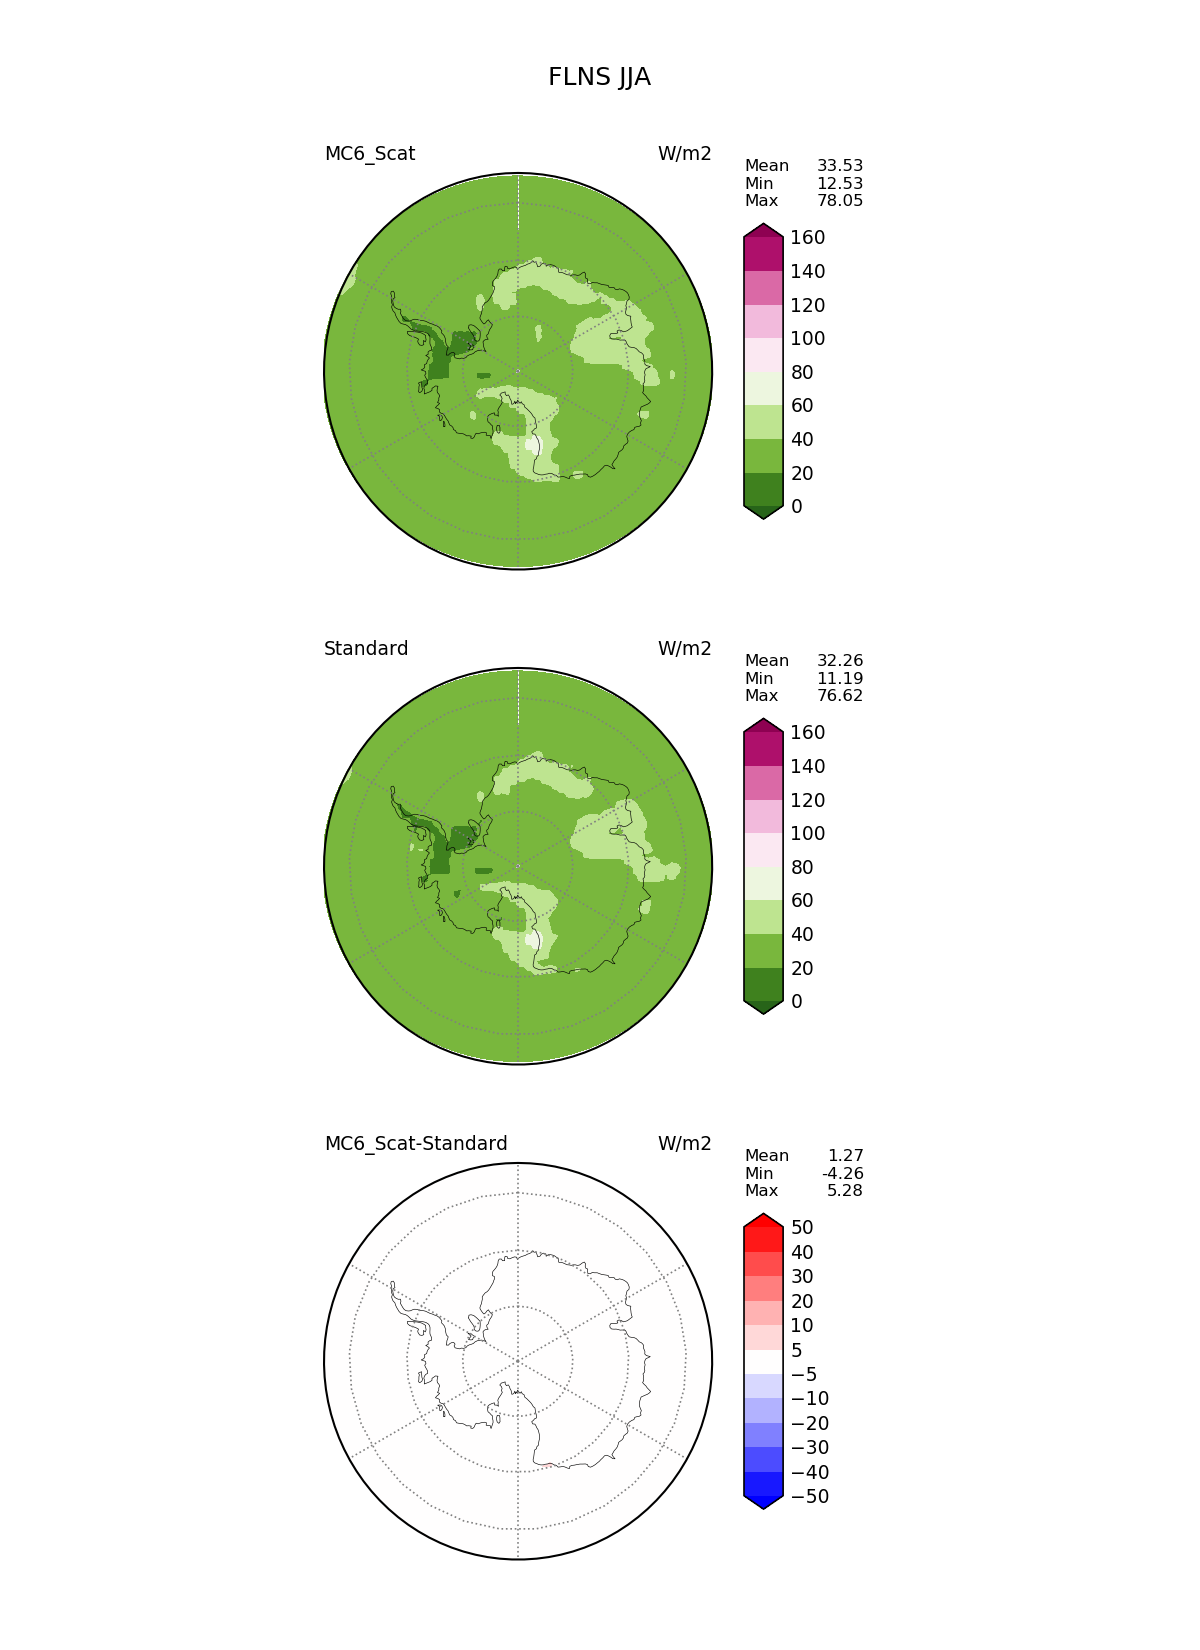 FLNS JJA
MC6_Scat W/m2
Mean 33.53
Min 12.53
Max 78.05
160
140
120
100
80
60
40
20
0
Standard W/m2
Mean 32.26
Min 11.19
Max 76.62
160
140
120
100
80
60
40
20
0
MC6_Scat-Standard W/m2
Mean 1.27
Min -4.26
Max 5.28
50
40
30
20
10
5
−5
−10
−20
−30
−40
−50